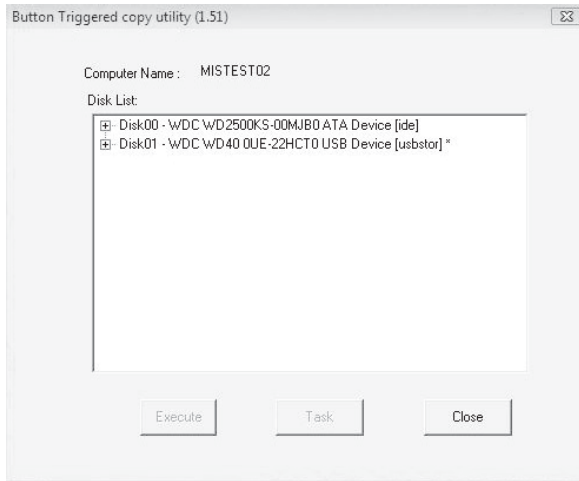 Button Triggered copy utility (1.51)
Computer Name : MISTEST02
Disk List:
Disk00 - WDC WD2500KS-00MJB0 ATA Device [ide]
Disk01 - WDC WD40 0UE-22HCT0 USB Device [usbstor] *
Execute Task Close